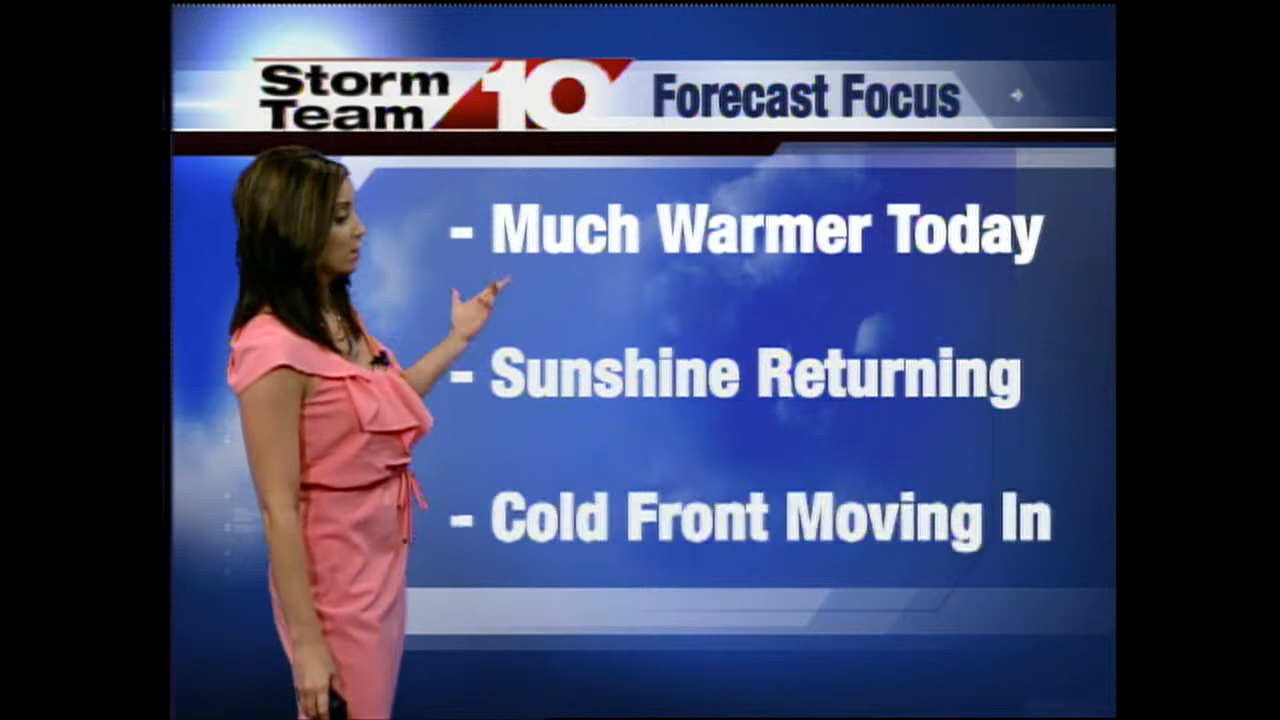 Storm Team 10 Forecast Focus
- Much Warmer Today
- Sunshine Returning
- Cold Front Moving In